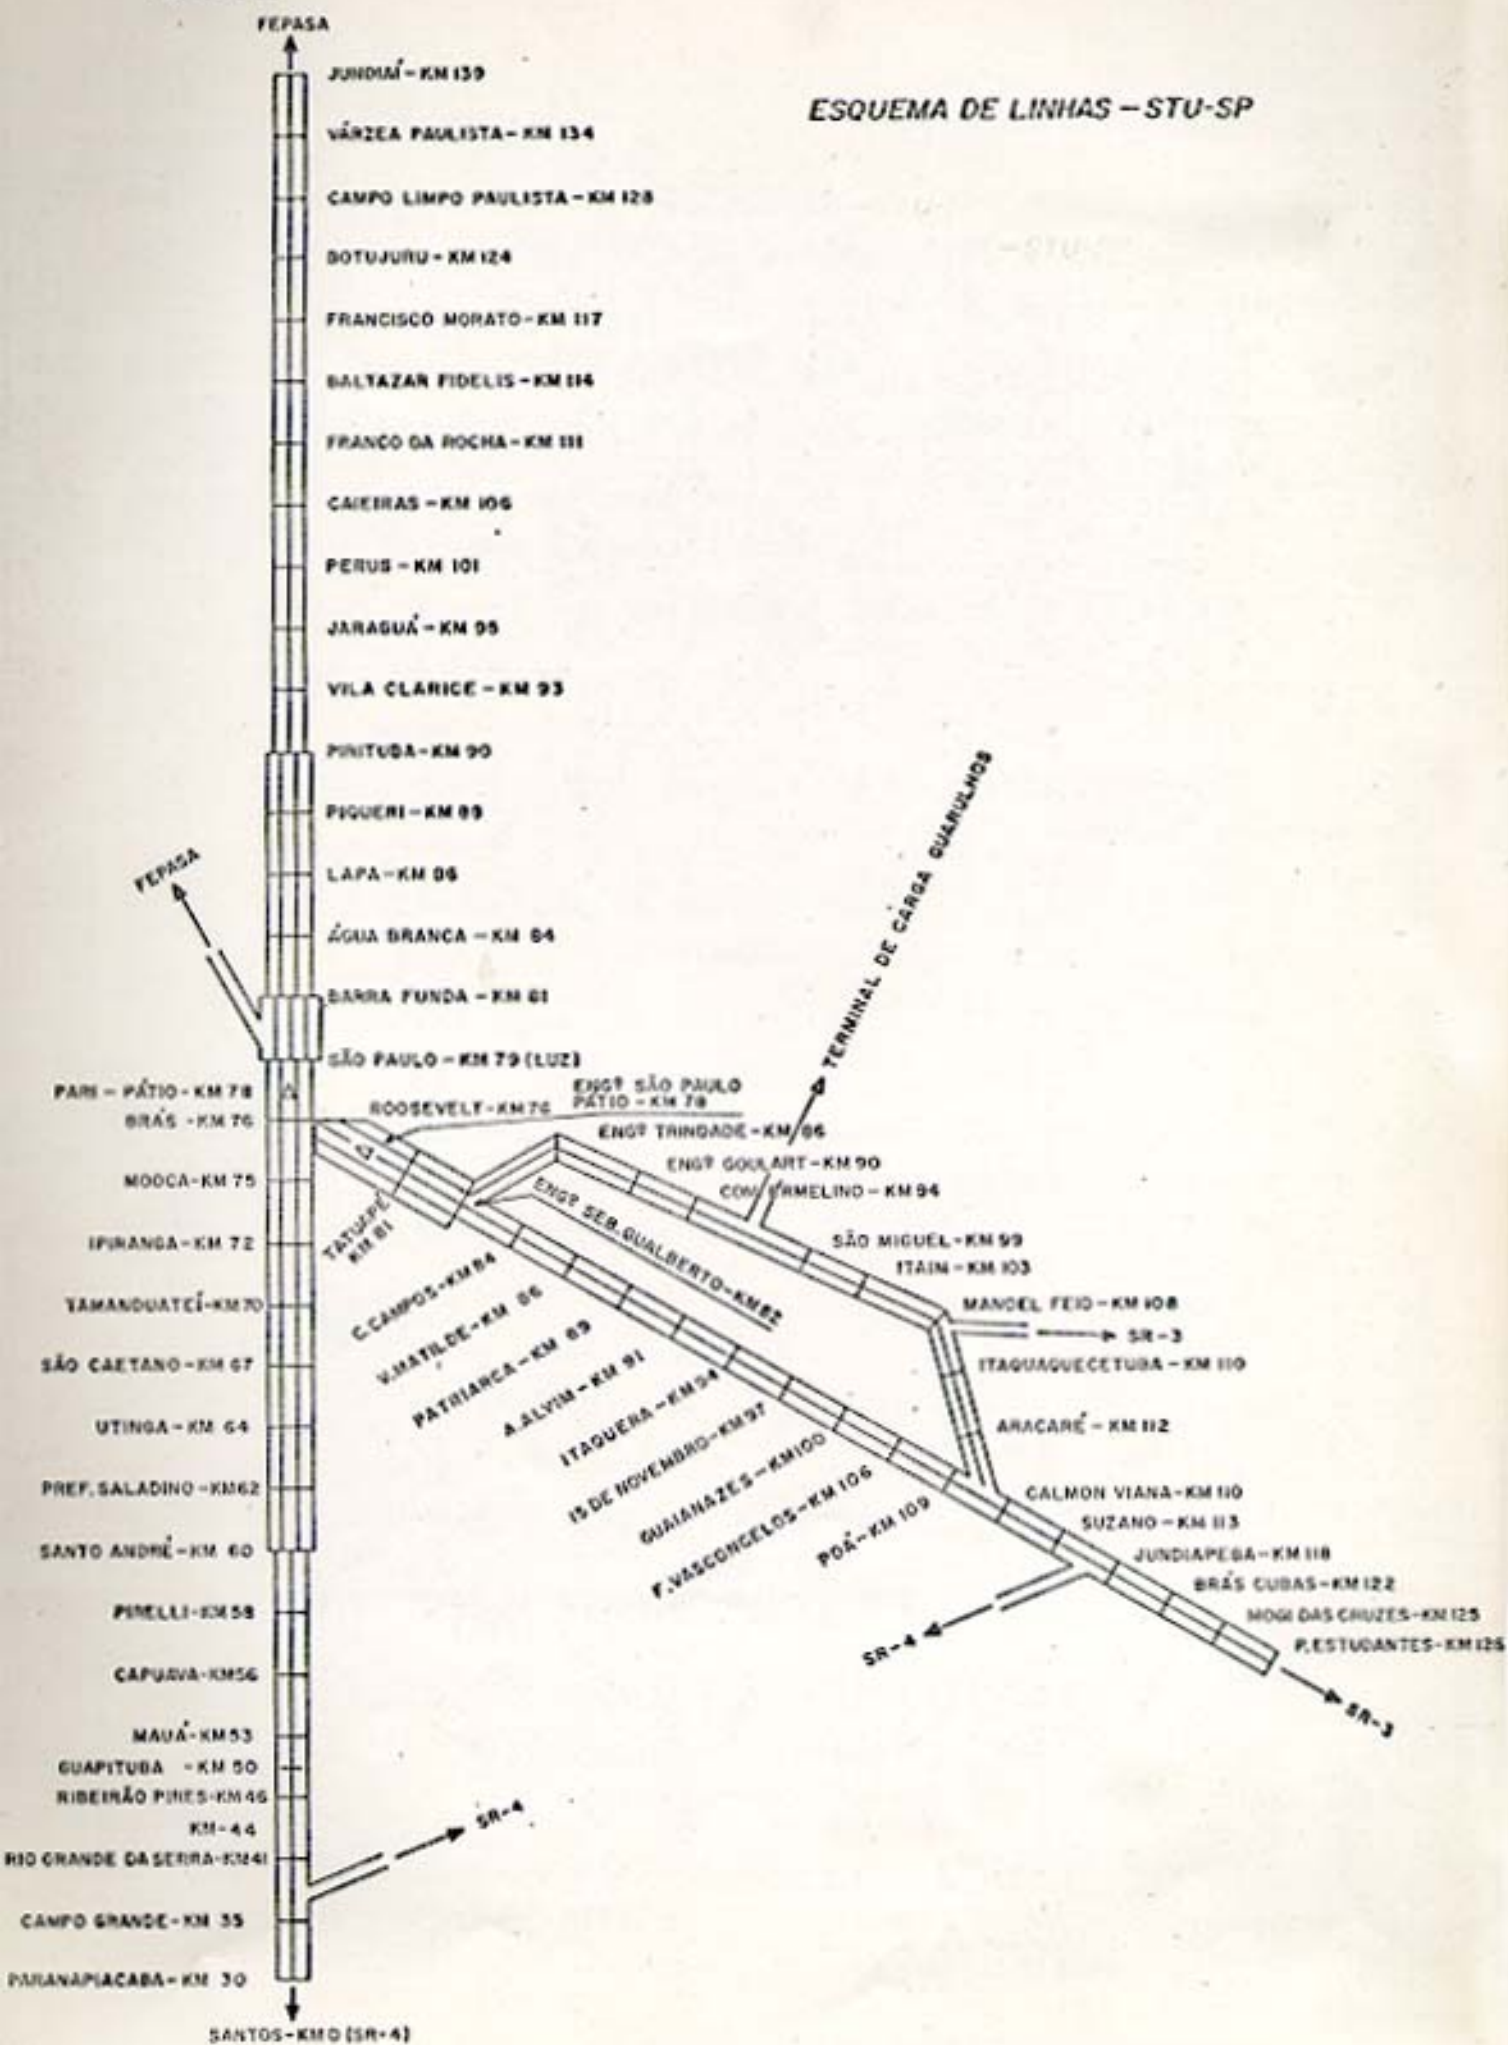 FEPASA
JUNDIAÍ - KM 139
ESQUEMA DE LINHAS - STU-SP
VÁRZEA PAULISTA - KM 134
CAMPO LIMPO PAULISTA - KM 128
BOTUJURU - KM 124
FRANCISCO MORATO - KM 117
BALTAZAR FIDELIS - KM 114
FRANCO DA ROCHA - KM 111
CAIEIRAS - KM 106
PERUS - KM 101
JARAGUÁ - KM 95
VILA CLARICE - KM 93
PIRITUBA - KM 90
PIQUERI - KM 89
LAPA - KM 86
FEPASA
ÁGUA BRANCA - KM 84
BARRA FUNDA - KM 81
SÃO PAULO - KM 79 (LUZ)
TERMINAL DE CARGA GUARULHOS
PARI - PÁTIO - KM 78
BRÁS - KM 76
ROOSEVELT - KM 76
ENGº SÃO PAULO
PÁTIO - KM 78
ENGº TRINDADE - KM 86
ENGº GOULART - KM 90
COM. ERMELINO - KM 94
SÃO MIGUEL - KM 99
ITAIM - KM 103
MANOEL FEIO - KM 108
SR-3
ITAQUAQUECETUBA - KM 110
ARACARÉ - KM 112
MOOCA - KM 75
IPIRANGA - KM 72
TAMANDUATEÍ - KM 70
SÃO CAETANO - KM 67
UTINGA - KM 64
PREF. SALADINO - KM 62
SANTO ANDRÉ - KM 60
PIRELLI - KM 58
CAPUAVA - KM 56
MAUÁ - KM 53
GUAPITUBA - KM 50
RIBEIRÃO PIRES - KM 46
KM-44
RIO GRANDE DA SERRA - KM 41
SR-4
CAMPO GRANDE - KM 35
PARANAPIACABA - KM 30
SANTOS - KM 0 (SR-4)
TATUAPÉ
KM 81
ENGº SEB. GUALBERTO - KM 82
C. CAMPOS - KM 84
V. MATILDE - KM 86
PATRIARCA - KM 89
A. ALVIM - KM 91
ITAQUERA - KM 94
15 DE NOVEMBRO - KM 97
GUAIANAZES - KM 100
F. VASCONCELOS - KM 106
POÁ - KM 109
CALMON VIANA - KM 110
SUZANO - KM 113
JUNDIAPEBA - KM 118
BRÁS CUBAS - KM 122
MOGI DAS CRUZES - KM 125
P. ESTUDANTES - KM 126
SR-4
SR-3